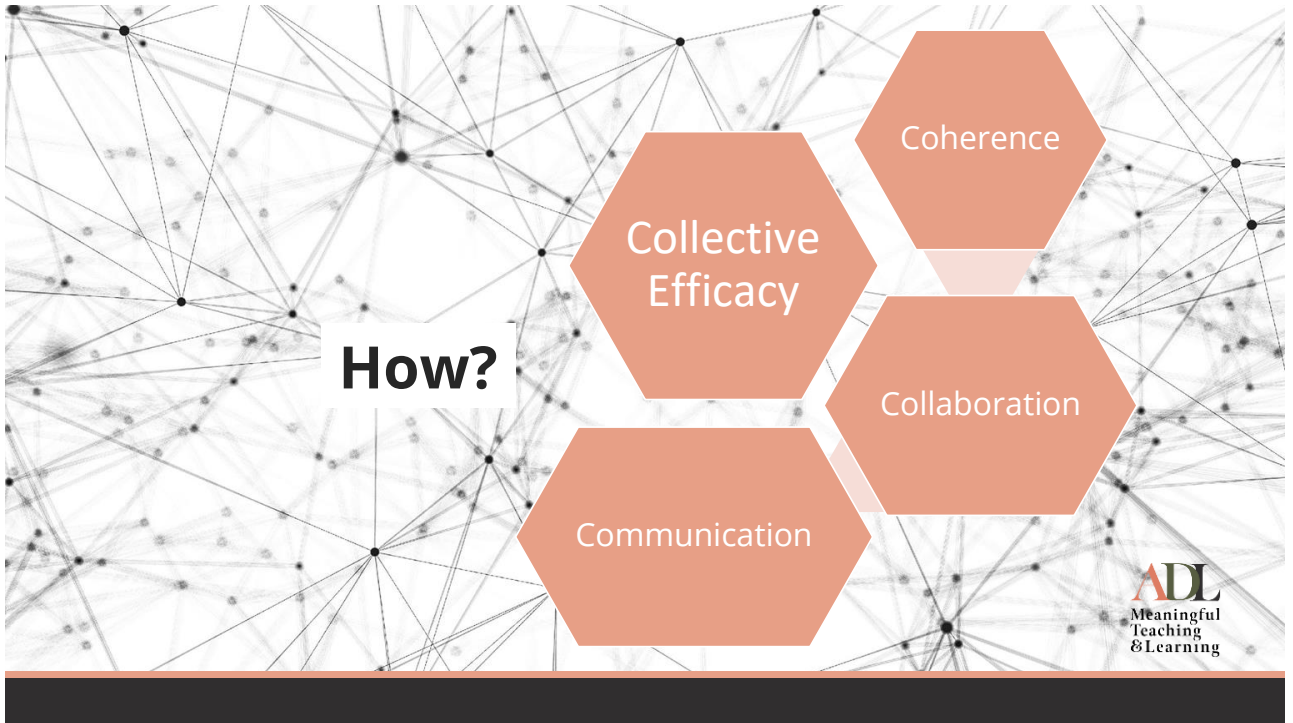 How?
Collective
Efficacy
Coherence
Collaboration
Communication
ADL
Meaningful
Teaching
&Learning